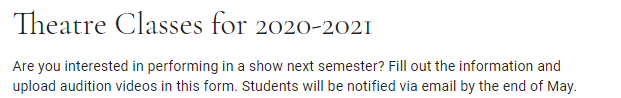 Theatre Classes for 2020-2021
Are you interested in performing in a show next semester? Fill out the information and
upload audition videos in this form. Students will be notified via email by the end of May.